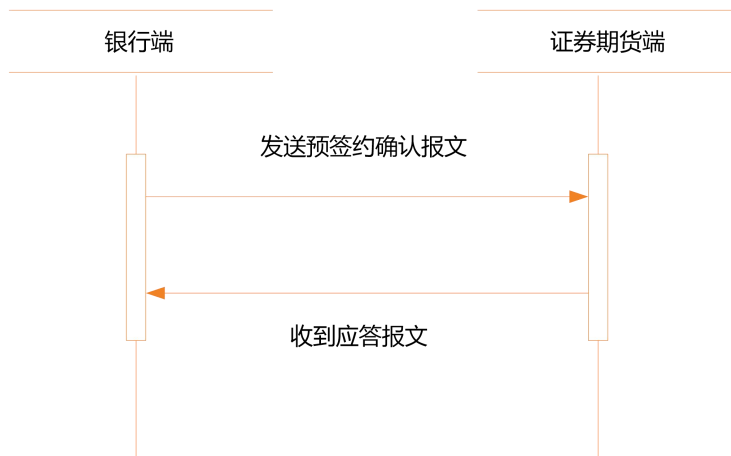 银行端
证券期货端
发送预签约确认报文
收到应答报文